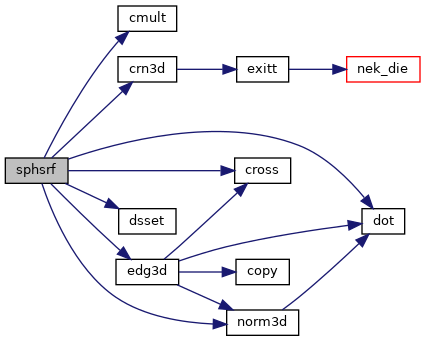 cmult
crn3d
exitt
nek_die
sphsrf
cross
dsset
dot
edg3d
copy
norm3d